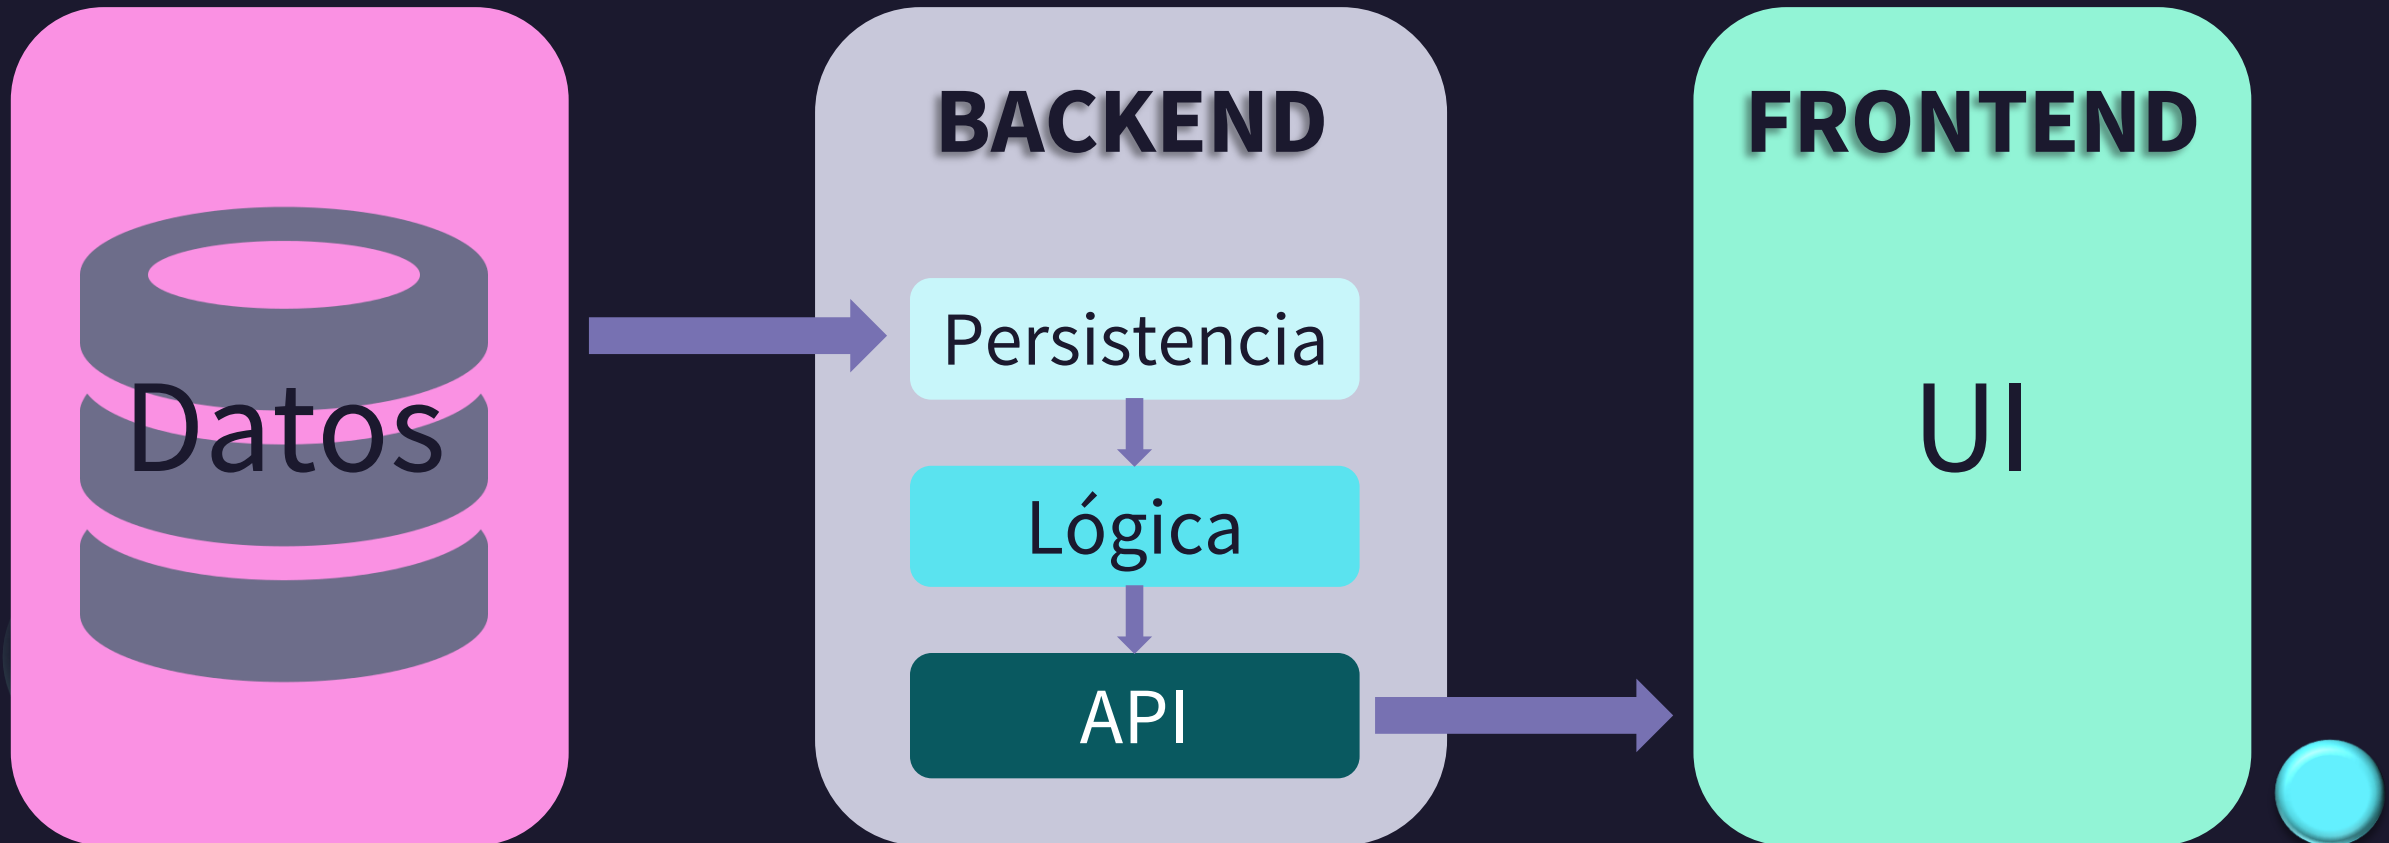 Datos
BACKEND
Persistencia
Lógica
API
FRONTEND
UI